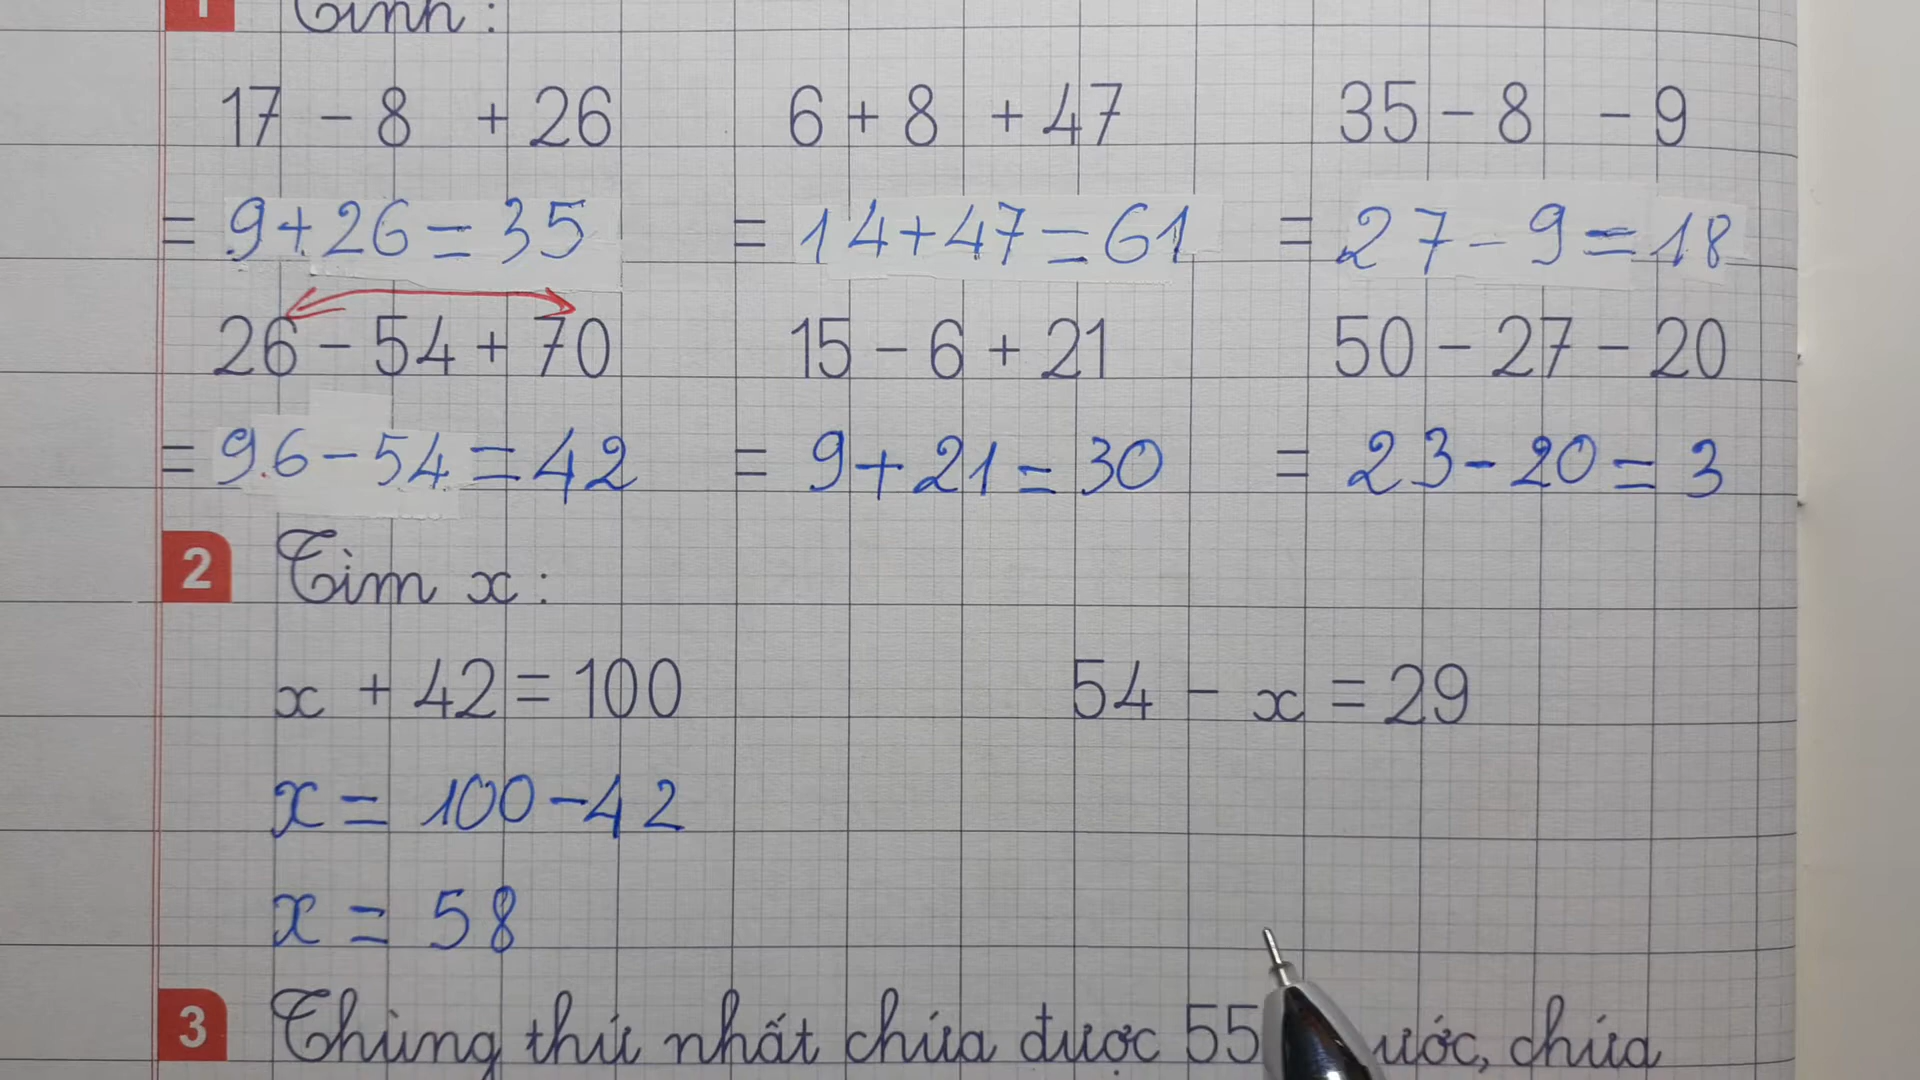 1 Tính :
17 - 8 + 26 6 + 8 + 47 35 - 8 - 9
= 9 + 26 = 35 = 14 + 47 = 61 = 27 - 9 = 18
26 - 54 + 70 15 - 6 + 21 50 - 27 - 20
= 96 - 54 = 42 = 9 + 21 = 30 = 23 - 20 = 3
2 Tìm x :
x + 42 = 100 54 - x = 29
x = 100 - 42
x = 58
3 Thùng thứ nhất chứa được 55 chứa